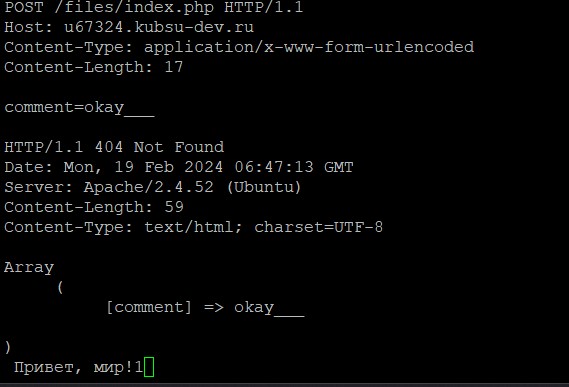 POST /files/index.php HTTP/1.1
Host: u67324.kubsu-dev.ru
Content-Type: application/x-www-form-urlencoded
Content-Length: 17
comment=okay___
HTTP/1.1 404 Not Found
Date: Mon, 19 Feb 2024 06:47:13 GMT
Server: Apache/2.4.52 (Ubuntu)
Content-Length: 59
Content-Type: text/html; charset=UTF-8
Array
(
[comment] => okay___
)
Привет, мир!1